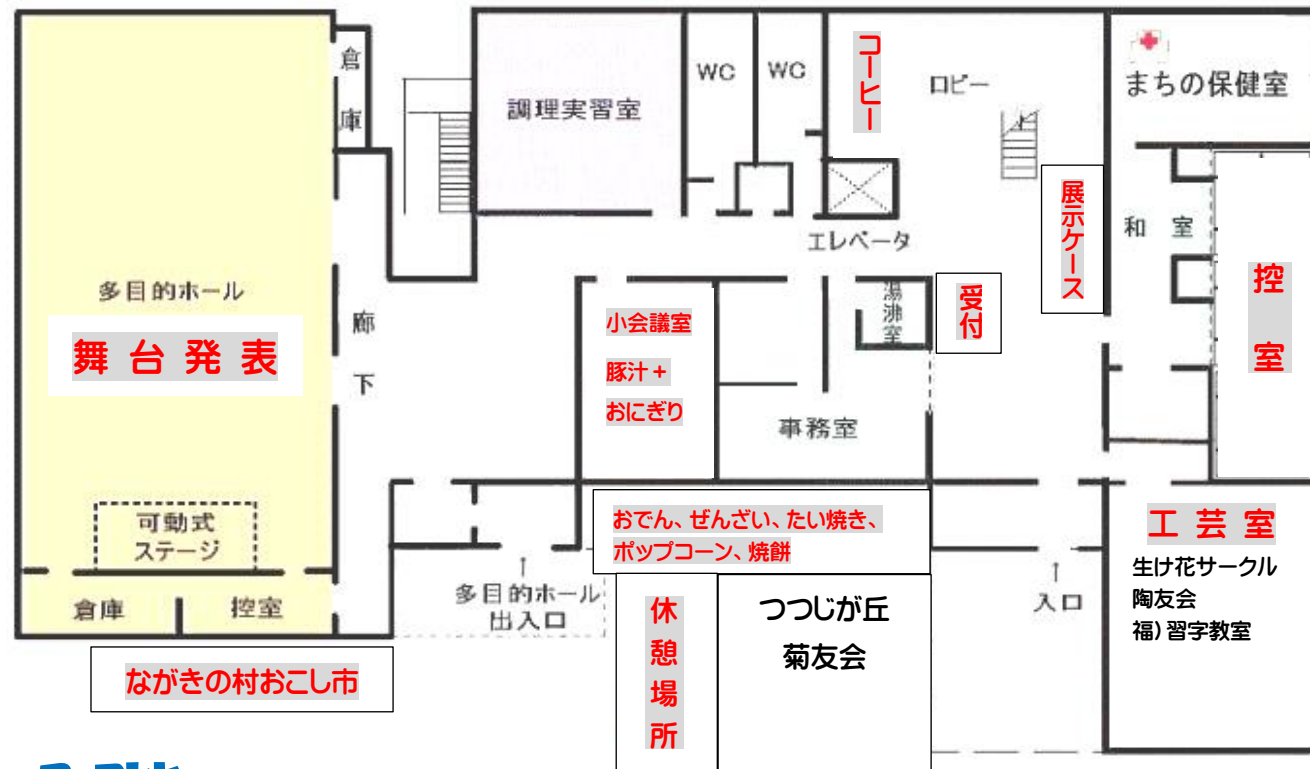 倉
庫
WC
WC
コーヒー
ロビー
まちの保健室
調理実習室
展示ケース
和 室
エレベータ
多目的ホール
舞 台 発 表
廊
下
小会議室
豚汁+
おにぎり
湯沸室
受付
控
室
事務室
可動式
ステージ
おでん、ぜんざい、たい焼き、
ポップコーン、焼餅
工 芸 室
生け花サークル
陶友会
福)習字教室
倉庫
控室
↑
多目的ホール
出入口
休憩場所
つつじが丘
菊友会
↑
入口
ながきの村おこし市